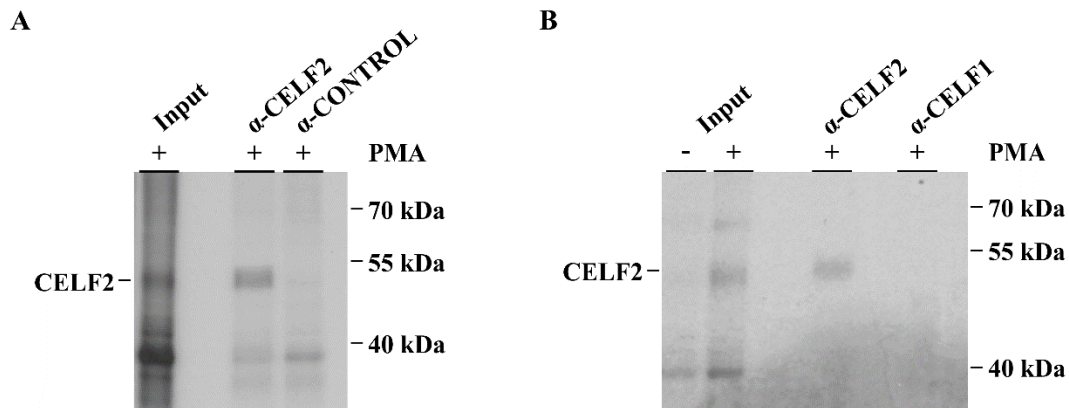 A
Input
α-CELF2
α-CONTROL
+ + + PMA
70 kDa
55 kDa
CELF2
40 kDa
B
Input
α-CELF2
α-CELF1
- + + + PMA
70 kDa
55 kDa
CELF2
40 kDa